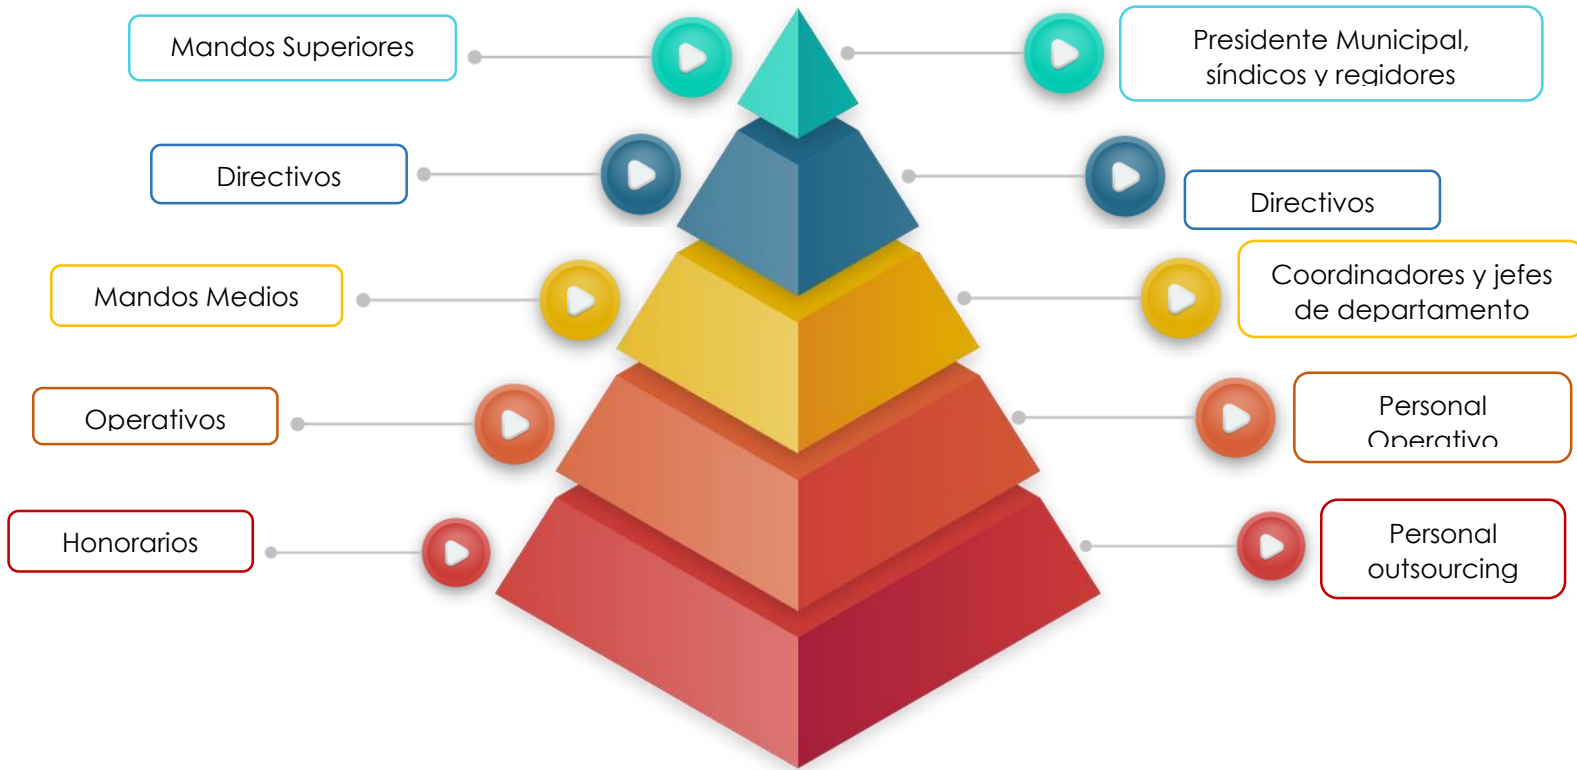 Mandos Superiores
Presidente Municipal,
síndicos y regidores
Directivos
Directivos
Mandos Medios
Coordinadores y jefes
de departamento
Operativos
Personal
Operativo
Honorarios
Personal
outsourcing